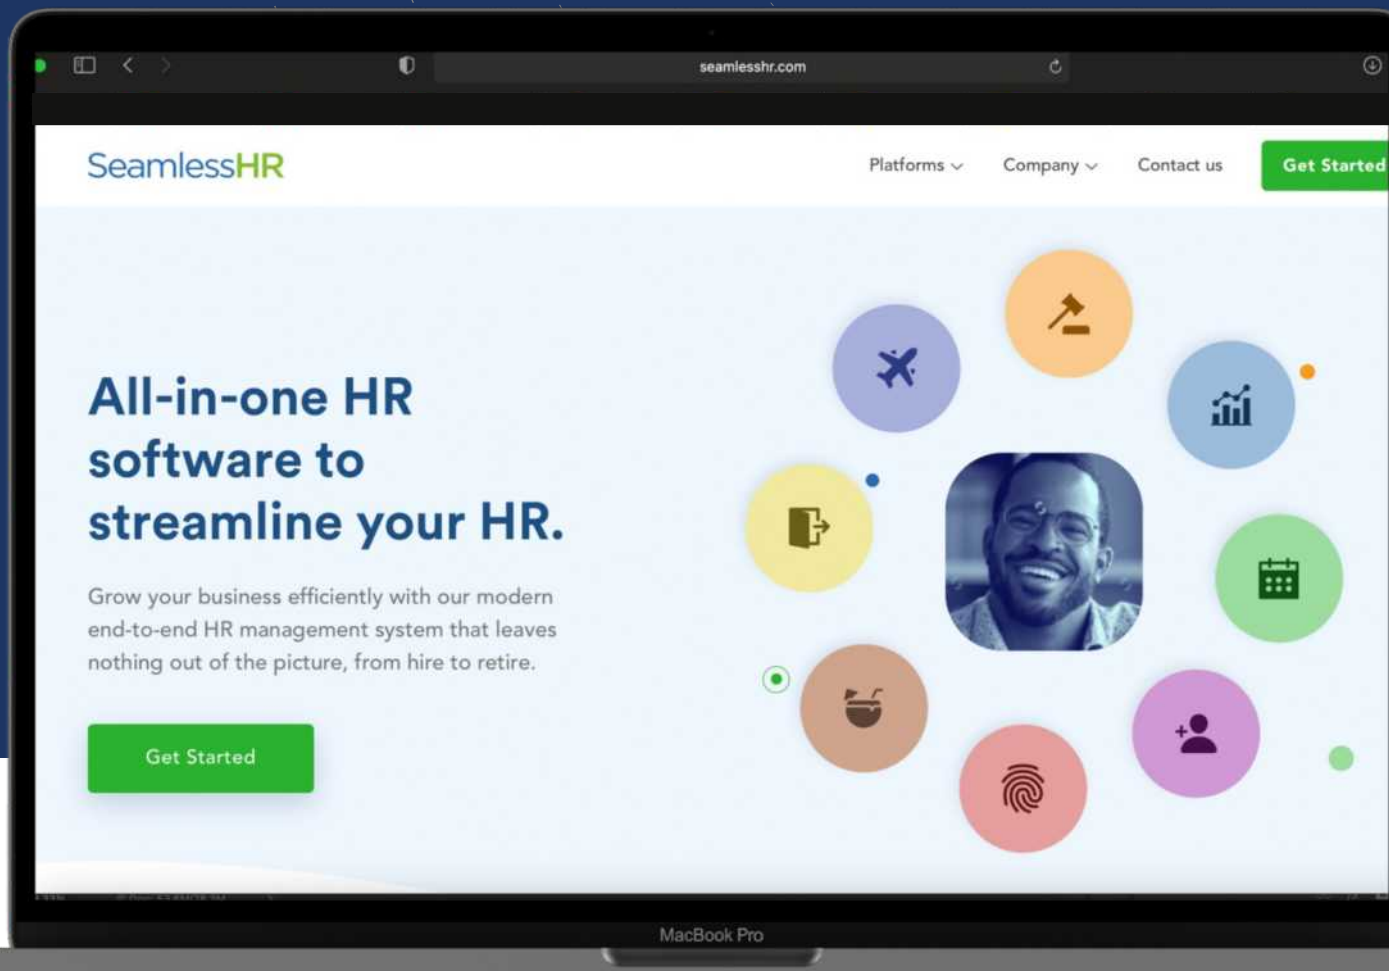 seamlesshr.com
SeamlessHR
Platforms
Company
Contact us
Get Started
All-in-one HR
software to
streamline your HR.
Grow your business efficiently with our modern
end-to-end HR management system that leaves
nothing out of the picture, from hire to retire.
Get Started
MacBook Pro